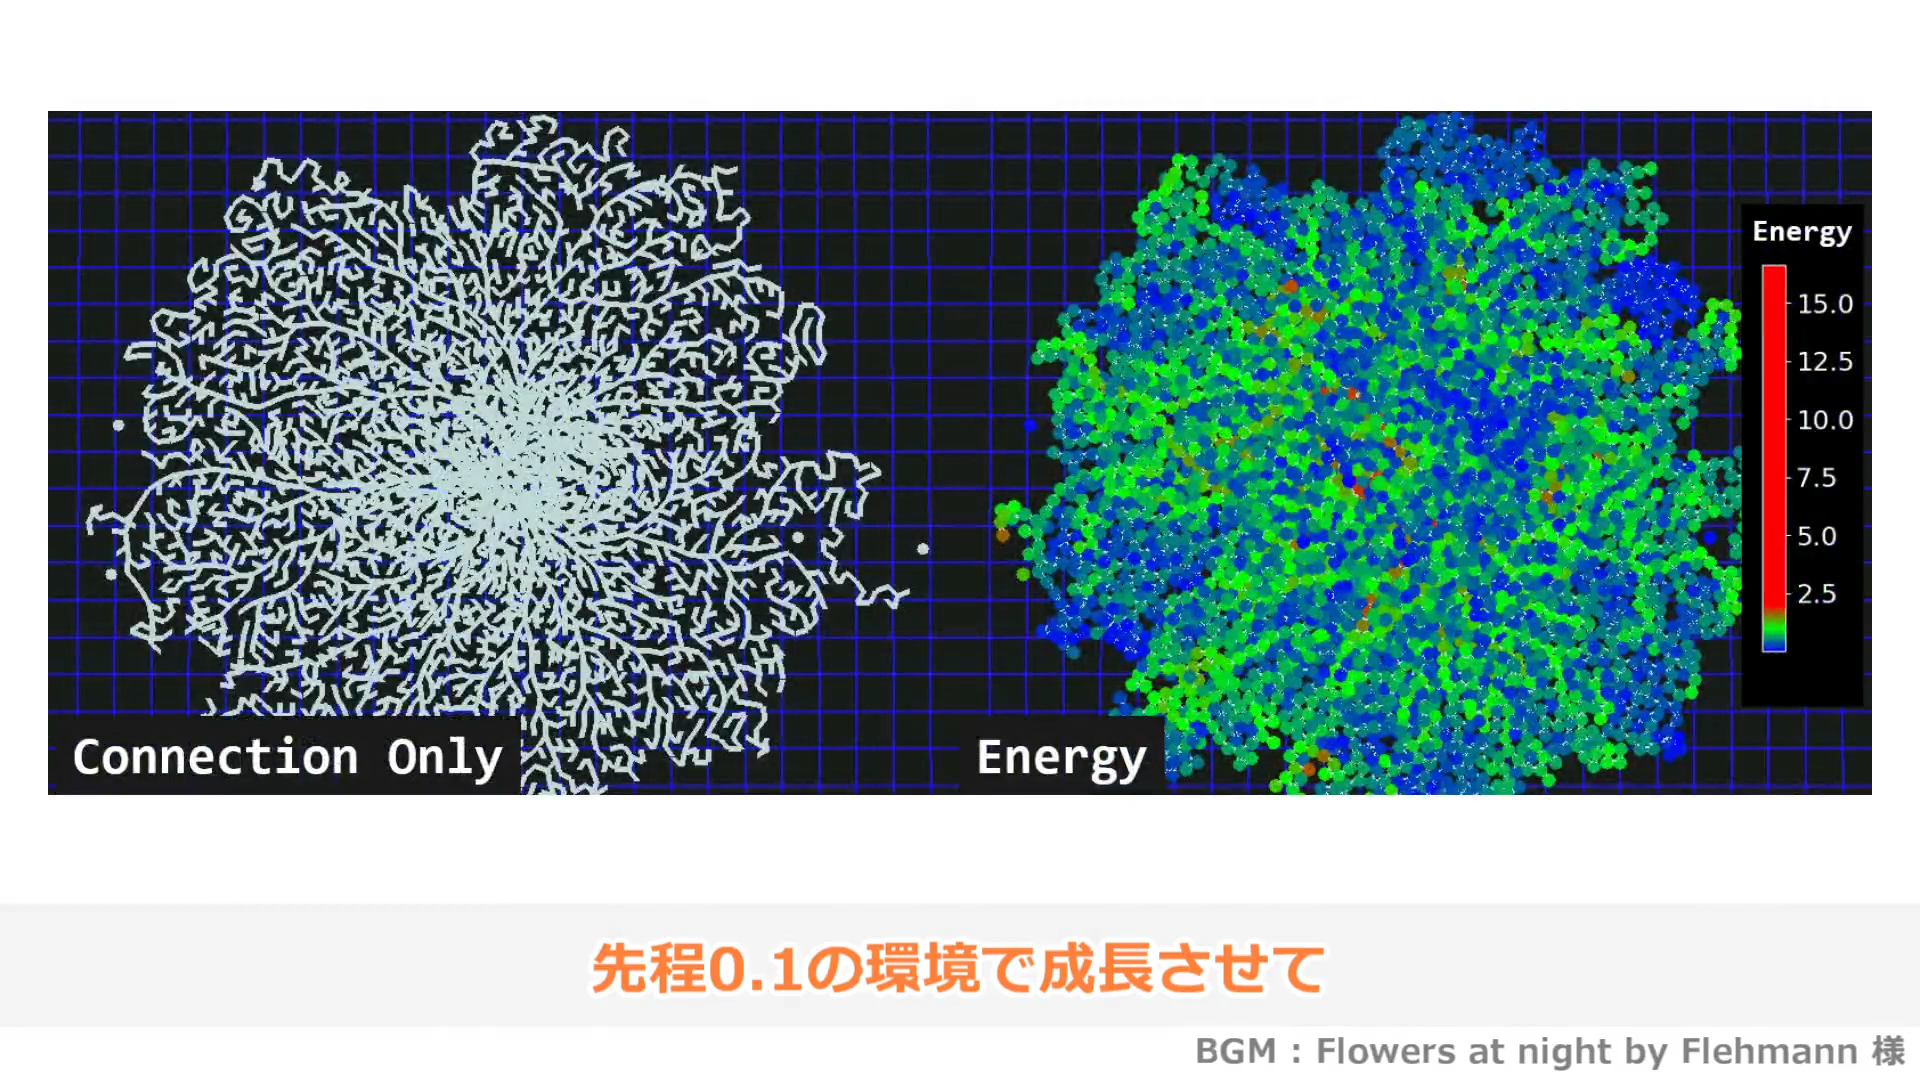 Energy
15.0
12.5
10.0
7.5
5.0
2.5
Connection Only
Energy
先程0.1の環境で成長させて
BGM : Flowers at night by Flehmann 様